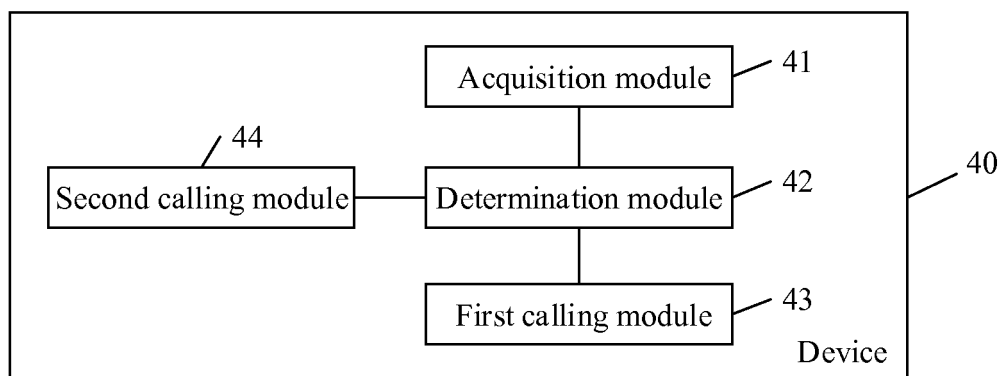 Acquisition module
41
44
40
Second calling module
Determination module
42
First calling module
43
Device